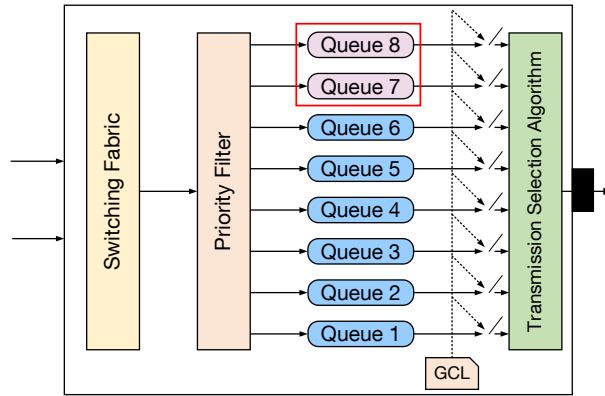 Switching Fabric
Priority Filter
Queue 8
Queue 7
Queue 6
Queue 5
Queue 4
Queue 3
Queue 2
Queue 1
GCL
Transmission Selection Algorithm